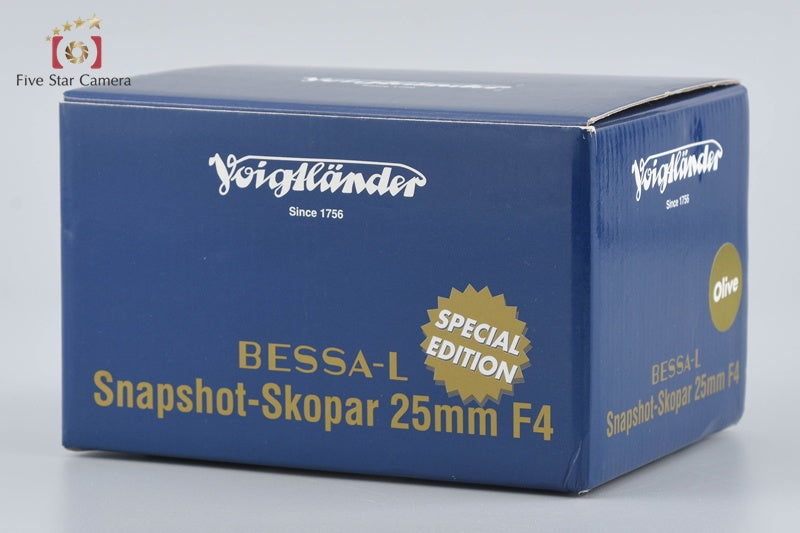 Five Star Camera
Voigtländer
Voigtländer
Since 1756
SPECIAL
EDITION
BESSA-L
Snapshot-Skopar 25mm F4
Voigtländer
Since 1756
Olive
BESSA-L
Snapshot-Skopar 25mm F4